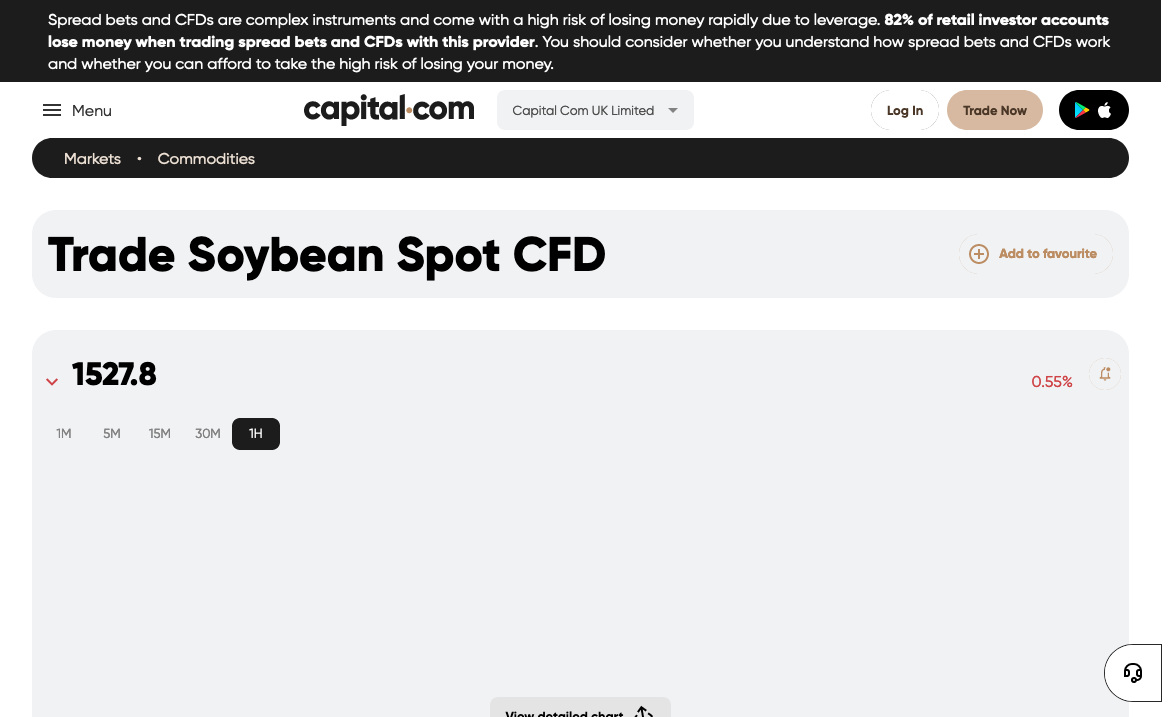 Spread bets and CFDs are complex instruments and come with a high risk of losing money rapidly due to leverage. 82% of retail investor accounts
lose money when trading spread bets and CFDs with this provider. You should consider whether you understand how spread bets and CFDs work
and whether you can afford to take the high risk of losing your money.
Menu
capital.com
Capital Com UK Limited
Log In
Trade Now
Markets • Commodities
Trade Soybean Spot CFD
Add to favourite
1527.8
0.55%
1M 5M 15M 30M 1H
View detailed chart